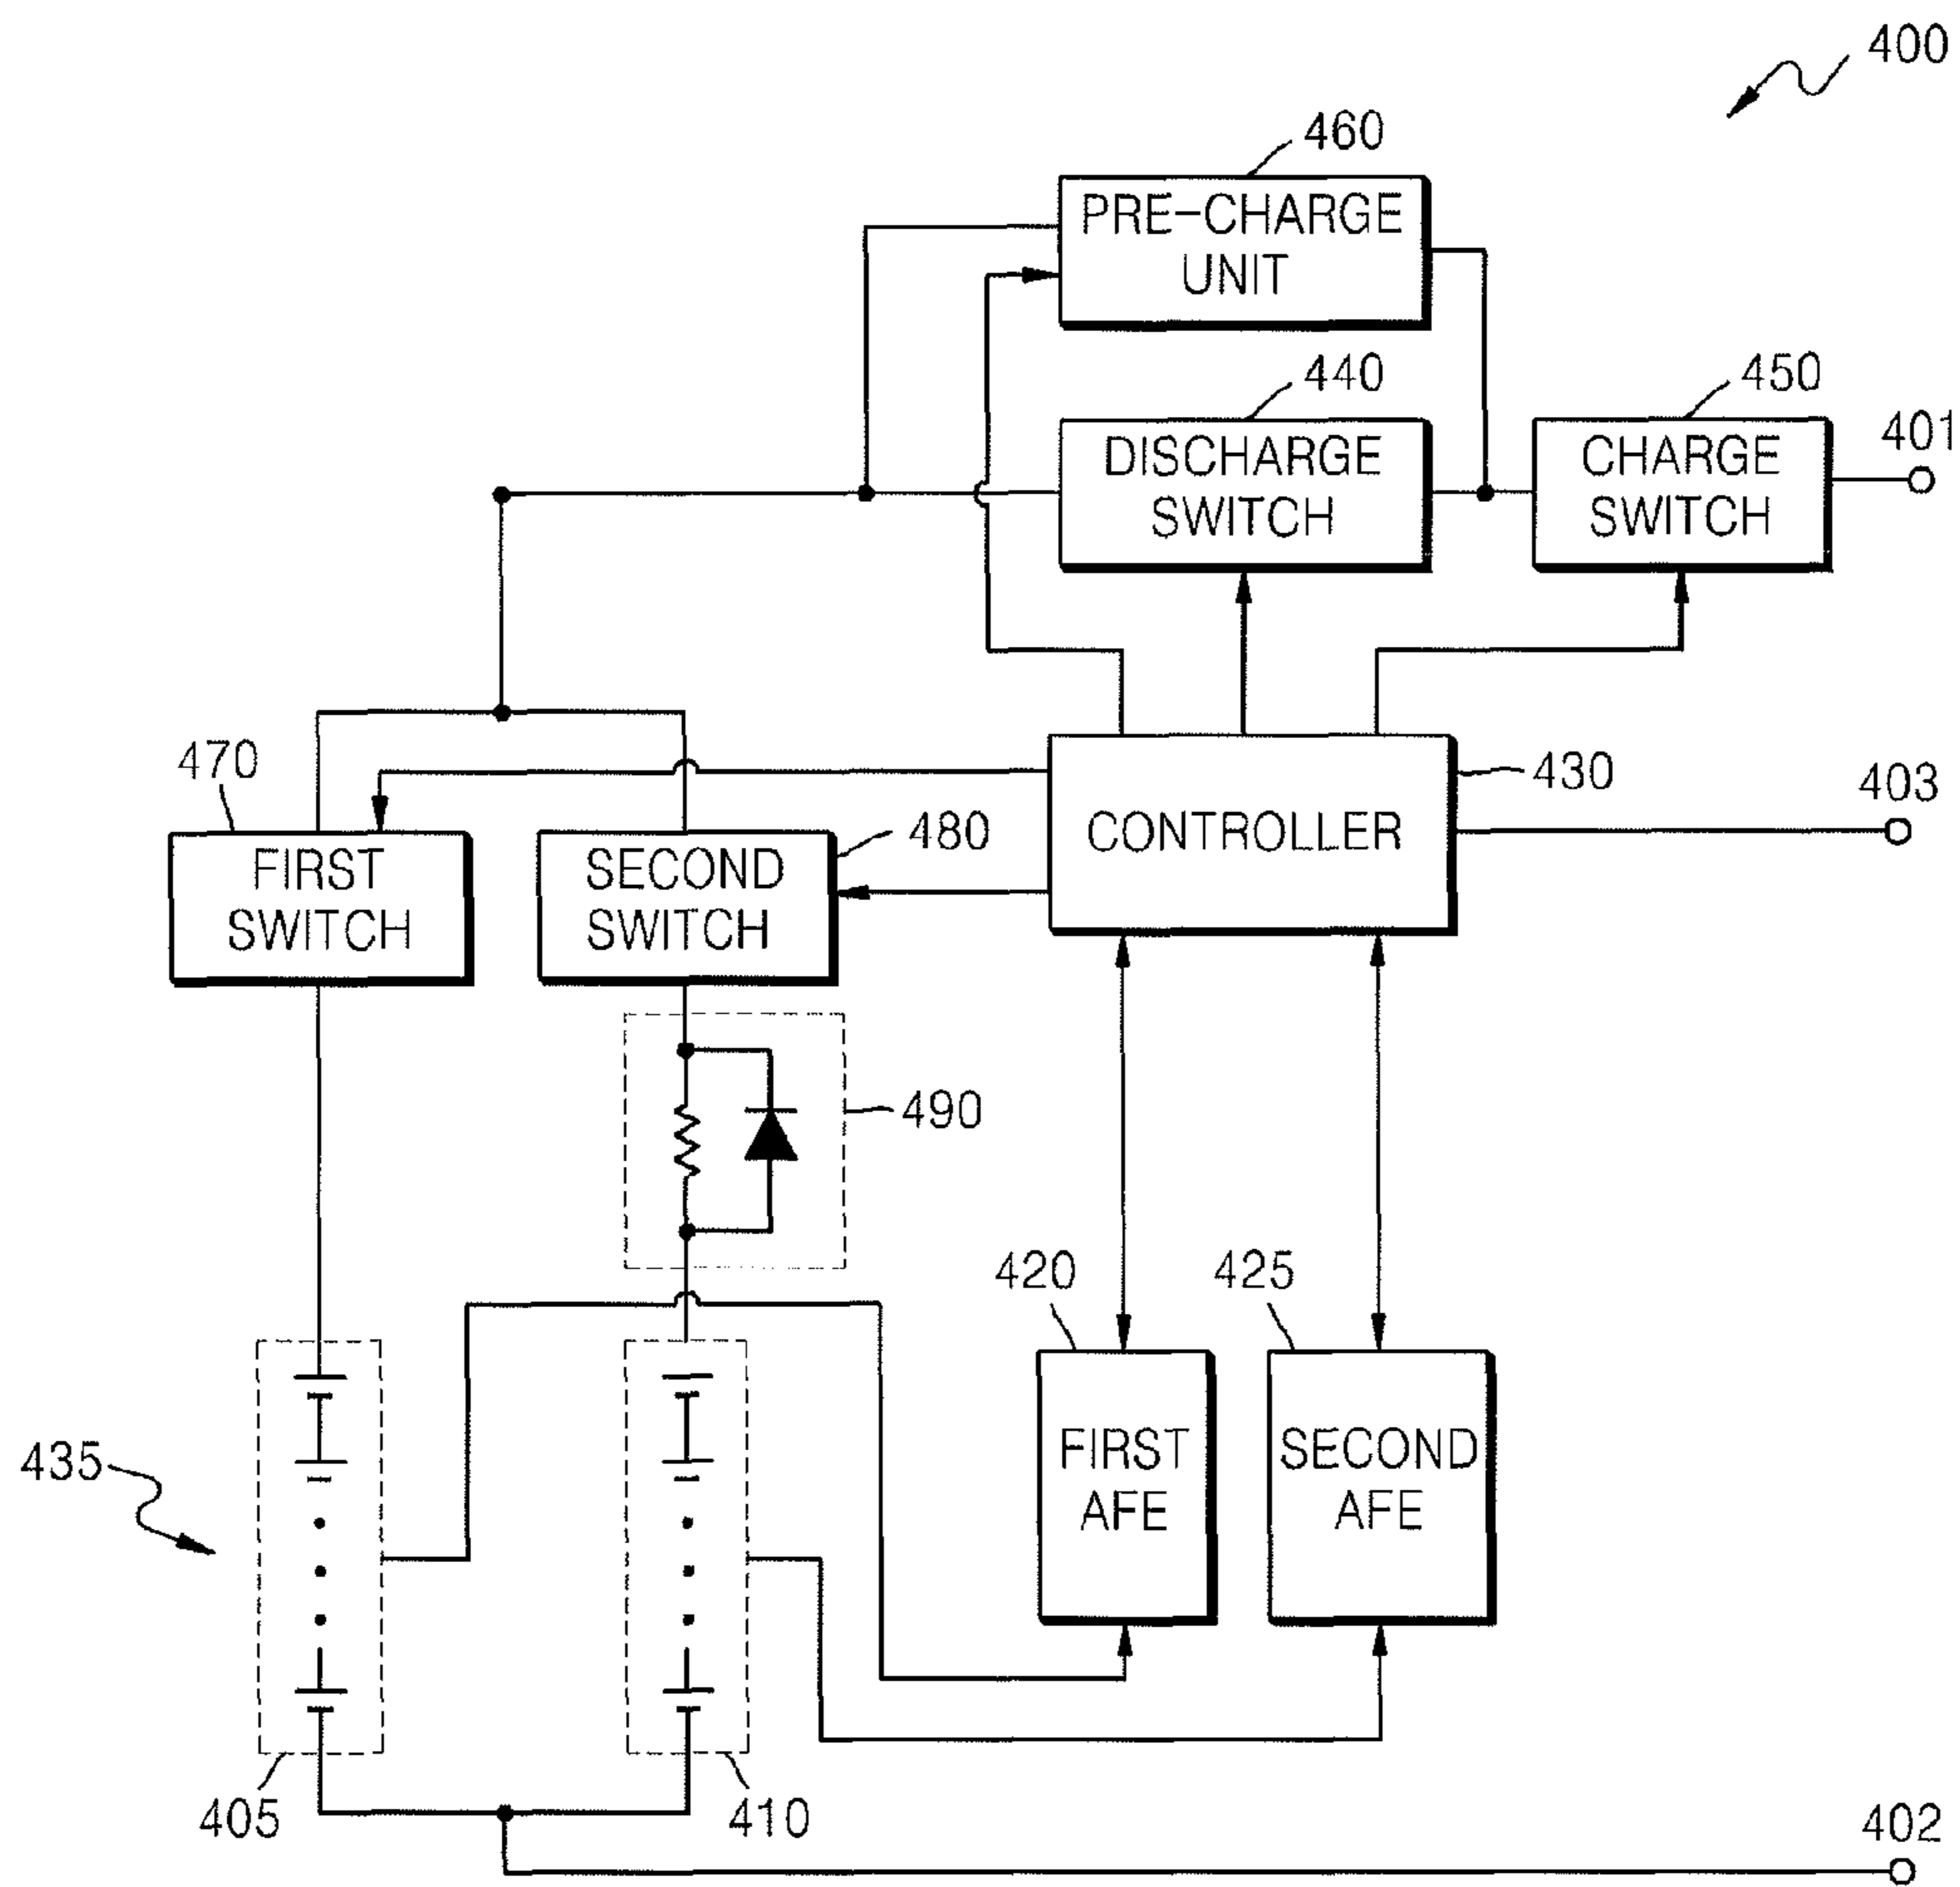 400
460
PRE-CHARGE
UNIT
440
450
401
DISCHARGE
SWITCH
CHARGE
SWITCH
470
430
403
480
CONTROLLER
FIRST
SWITCH
SECOND
SWITCH
490
420
425
435
FIRST
AFE
SECOND
AFE
405
410
402